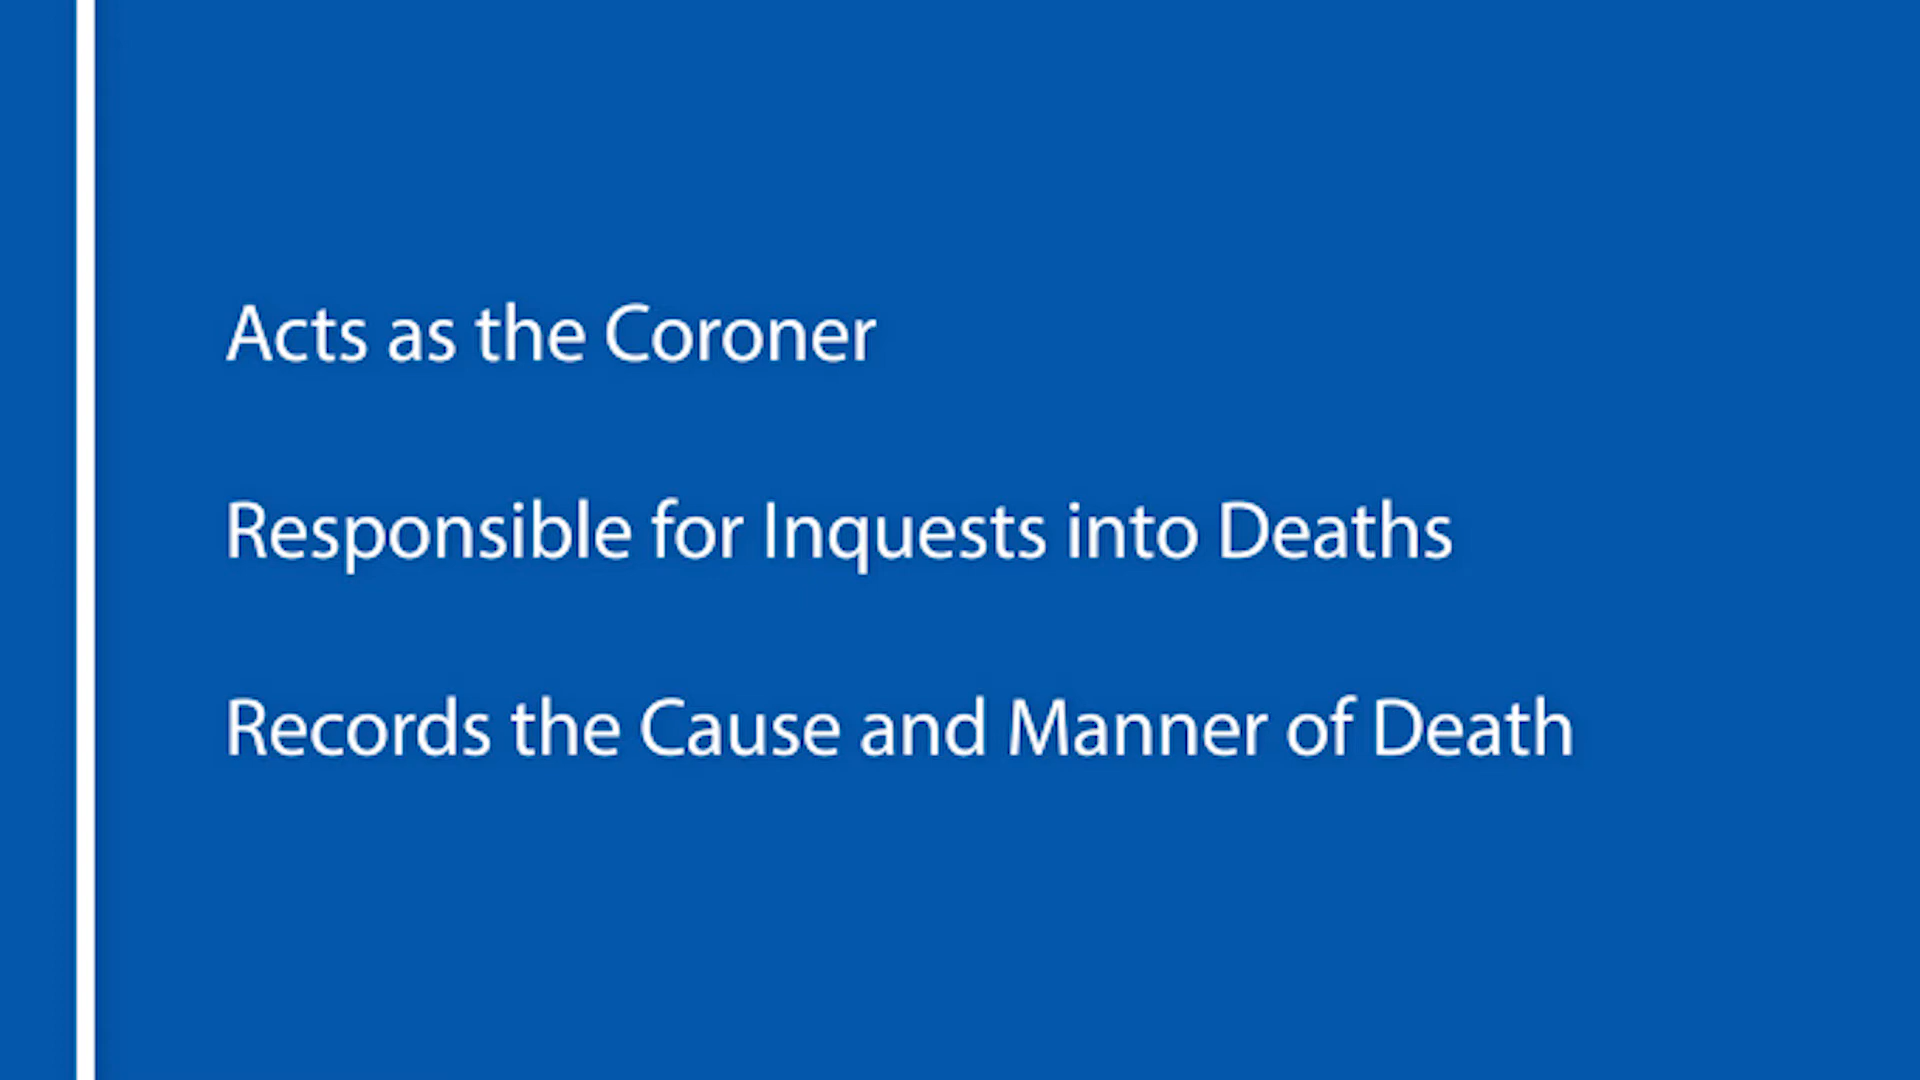 Acts as the Coroner
Responsible for Inquests into Deaths
Records the Cause and Manner of Death